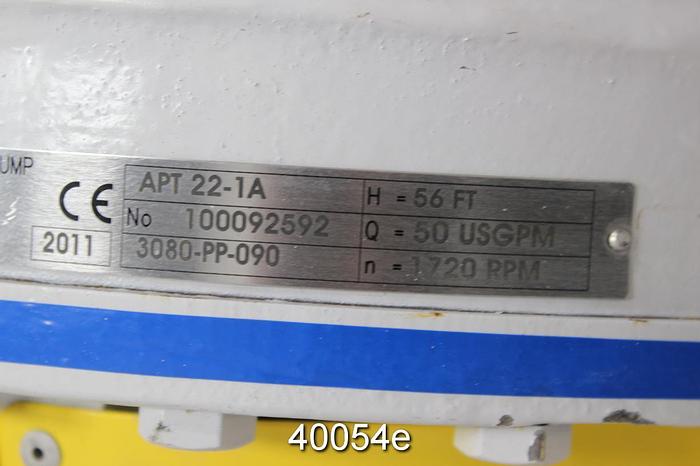 UMP
CE
2011
APT 22-1A
No 100092592
3080-PP-090
H = 56 FT
Q = 50 USGPM
n = 1720 RPM
40054e